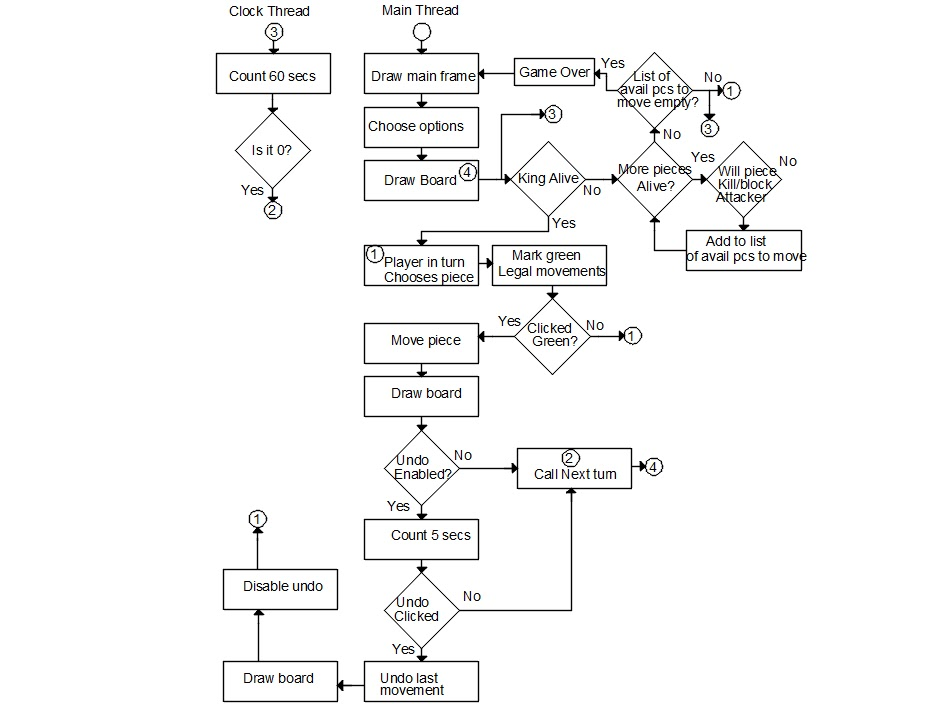 Clock Thread
Main Thread
3
Count 60 secs
Is it 0?
Yes
2
Draw main frame
Game Over
Yes
List of
avail pcs to
move empty?
No
1
3
Choose options
3
Draw Board
4
King Alive
No
Yes
More pieces
Alive?
No
Yes
Will piece
Kill/block
Attacker
No
Add to list
of avail pcs to move
1
Player in turn
Chooses piece
Mark green
Legal movements
Clicked
Green?
Yes
No
1
Move piece
Draw board
Undo
Enabled?
No
Yes
2
Call Next turn
4
Count 5 secs
Undo
Clicked
No
Yes
Undo last
movement
Draw board
Disable undo
1